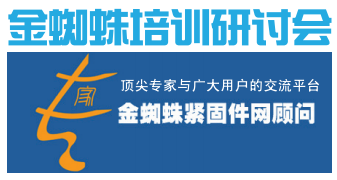 金蜘蛛培训研讨会
家
顶尖专家与广大用户的交流平台
金蜘蛛紧固件网顾问